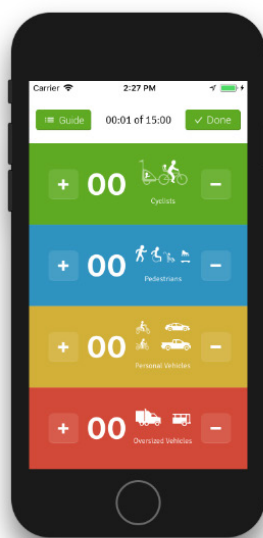 Carrier 2:27 PM
Guide 00:01 of 15:00 Done
+ 00 −
Cyclists
+ 00 −
Pedestrians
+ 00 −
Personal Vehicles
+ 00 −
Oversized Vehicles